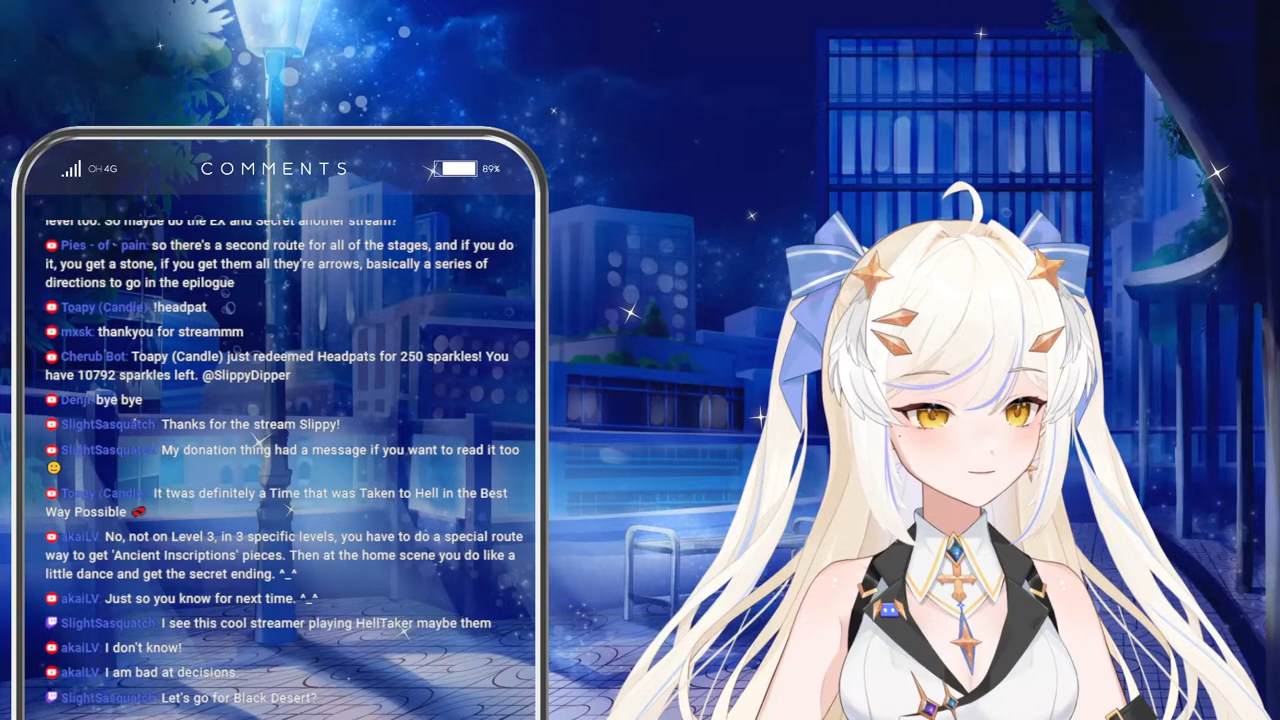 OH 4G COMMENTS 89%
level too. So maybe do the EX and Secret another stream?
Pies - of - pain: so there's a second route for all of the stages, and if you do
it, you get a stone, if you get them all they're arrows, basically a series of
directions to go in the epilogue
Toapy (Candle): !headpat
mxsk: thankyou for streammm
Cherub Bot: Toapy (Candle) just redeemed Headpats for 250 sparkles! You
have 10792 sparkles left. @SlippyDipper
Denji: bye bye
SlightSasquatch: Thanks for the stream Slippy!
SlightSasquatch: My donation thing had a message if you want to read it too
🙂
Toapy (Candle): It twas definitely a Time that was Taken to Hell in the Best
Way Possible
akaiLV: No, not on Level 3, in 3 specific levels, you have to do a special route
way to get 'Ancient Inscriptions' pieces. Then at the home scene you do like a
little dance and get the secret ending. ^_^
akaiLV: Just so you know for next time. ^_^
SlightSasquatch: I see this cool streamer playing HellTaker maybe them
akaiLV: I don't know!
akaiLV: I am bad at decisions
SlightSasquatch: Let's go for Black Desert?